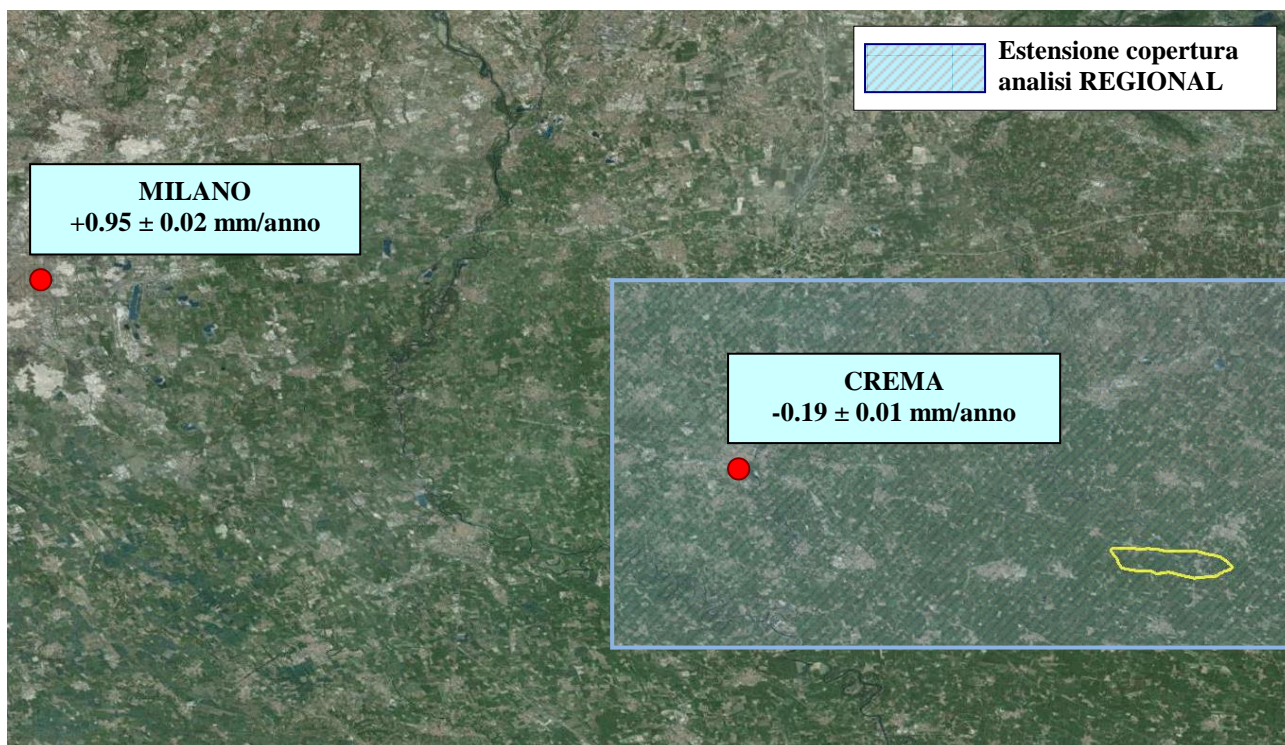 Estensione copertura
analisi REGIONAL
MILANO
+0.95 ± 0.02 mm/anno
CREMA
-0.19 ± 0.01 mm/anno